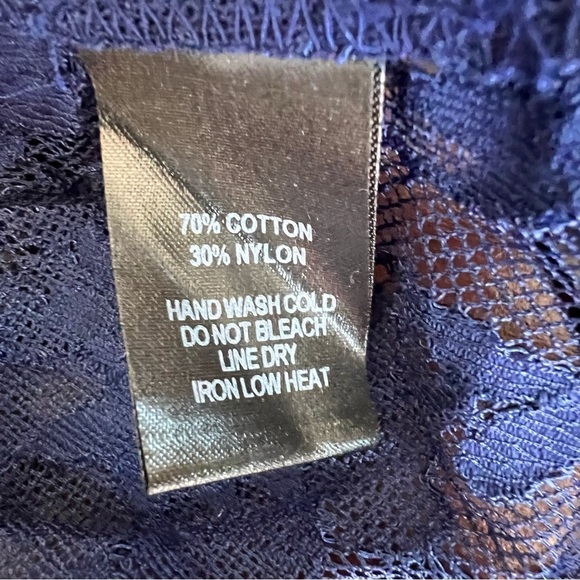 70% COTTON
30% NYLON
HAND WASH COLD
DO NOT BLEACH
LINE DRY
IRON LOW HEAT